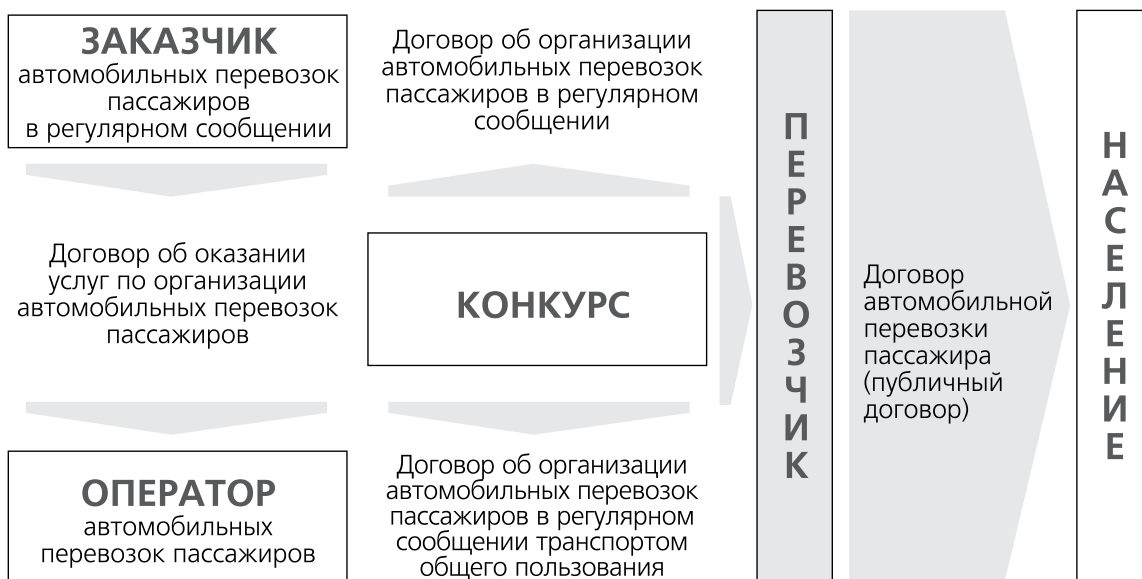 ЗАКАЗЧИК
автомобильных перевозок
пассажиров
в регулярном сообщении
Договор об оказании
услуг по организации
автомобильных перевозок
пассажиров
ОПЕРАТОР
автомобильных
перевозок пассажиров
Договор об организации
автомобильных перевозок
пассажиров в регулярном
сообщении
КОНКУРС
Договор об организации
автомобильных перевозок
пассажиров в регулярном
сообщении транспортом
общего пользования
ПЕРЕВОЗЧИК
Договор
автомобильной
перевозки
пассажира
(публичный
договор)
НАСЕЛЕНИЕ